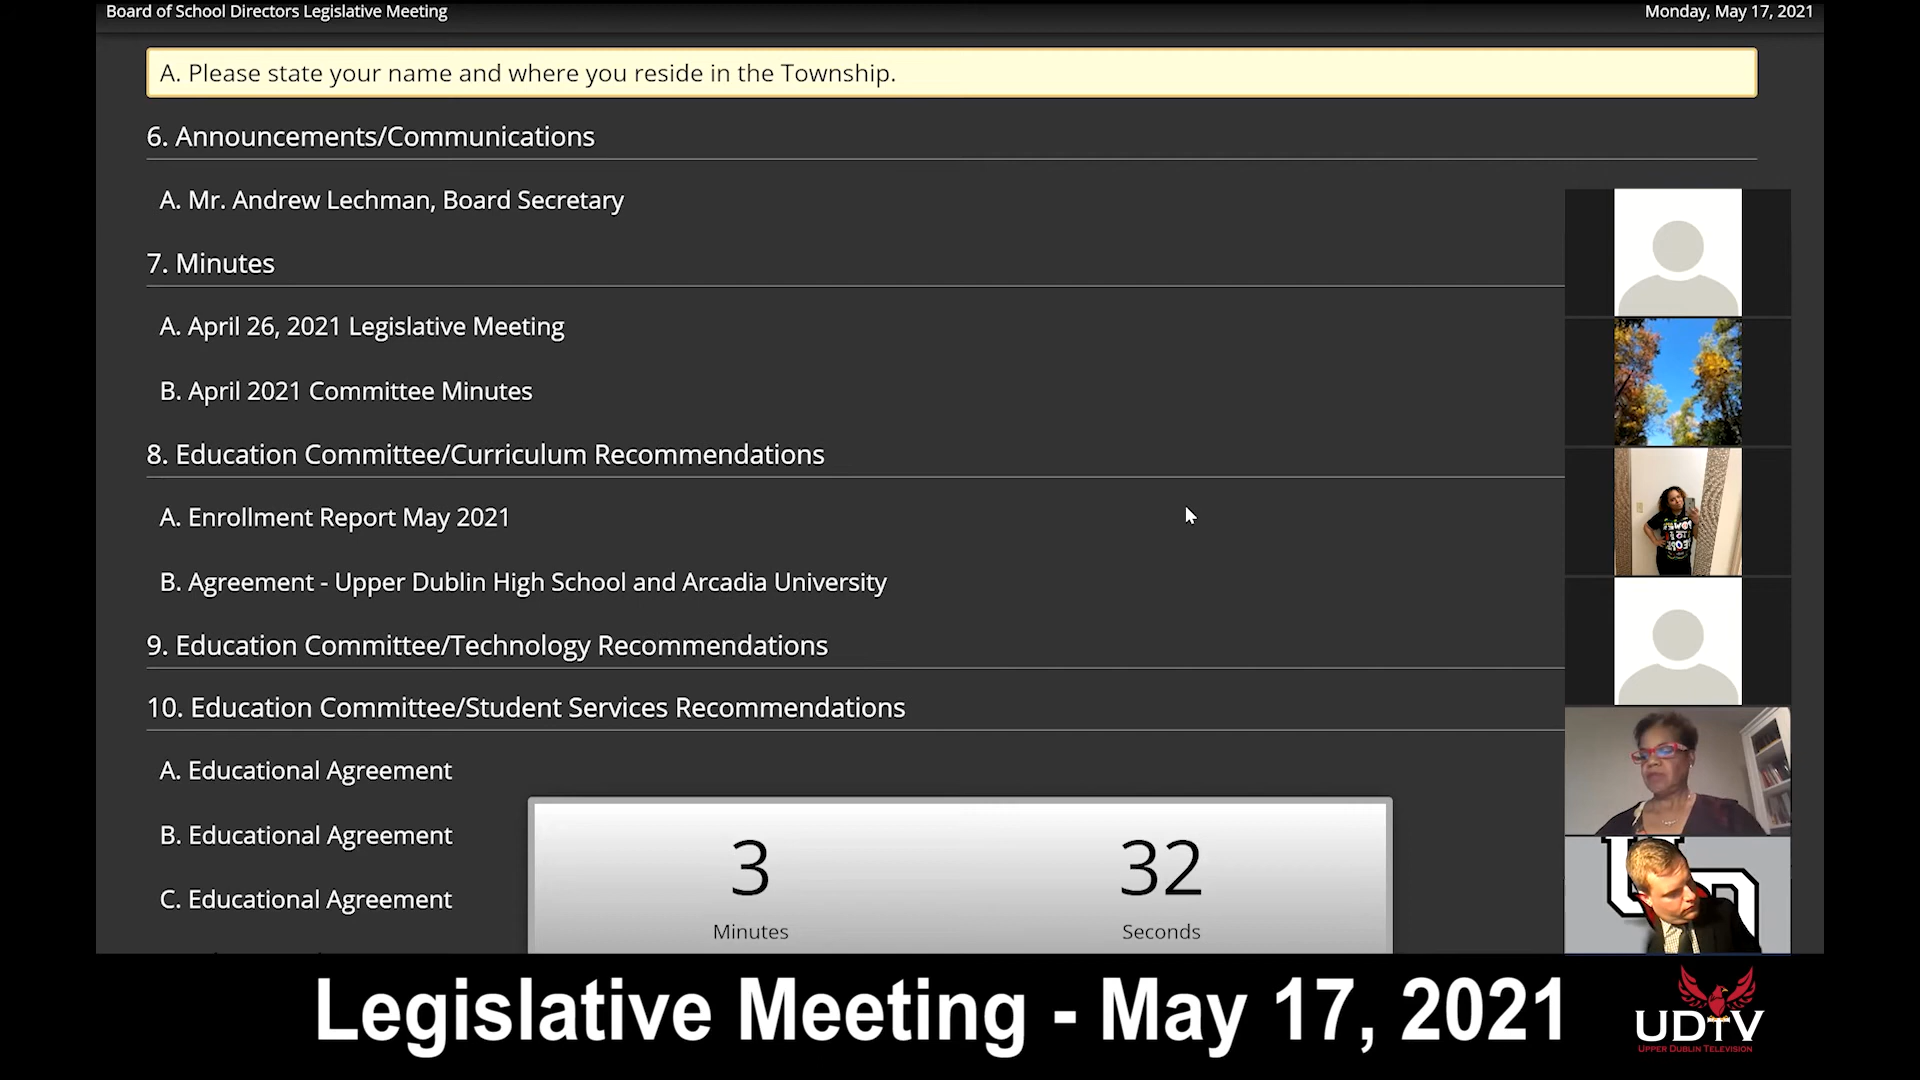 Board of School Directors Legislative Meeting
Monday, May 17, 2021
A. Please state your name and where you reside in the Township.
6. Announcements/Communications
A. Mr. Andrew Lechman, Board Secretary
7. Minutes
A. April 26, 2021 Legislative Meeting
B. April 2021 Committee Minutes
8. Education Committee/Curriculum Recommendations
A. Enrollment Report May 2021
B. Agreement - Upper Dublin High School and Arcadia University
9. Education Committee/Technology Recommendations
10. Education Committee/Student Services Recommendations
A. Educational Agreement
B. Educational Agreement
C. Educational Agreement
3
32
Minutes
Seconds
Legislative Meeting - May 17, 2021
UDTV
UPPER DUBLIN TELEVISION